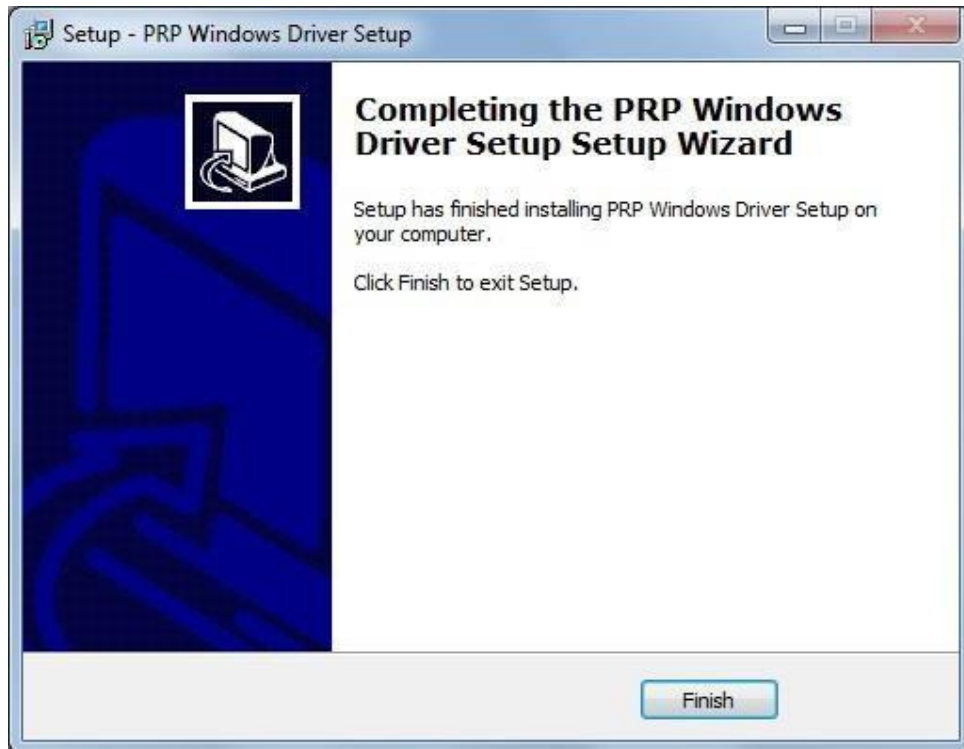 Setup - PRP Windows Driver Setup
Completing the PRP Windows
Driver Setup Setup Wizard
Setup has finished installing PRP Windows Driver Setup on
your computer.
Click Finish to exit Setup.
Finish